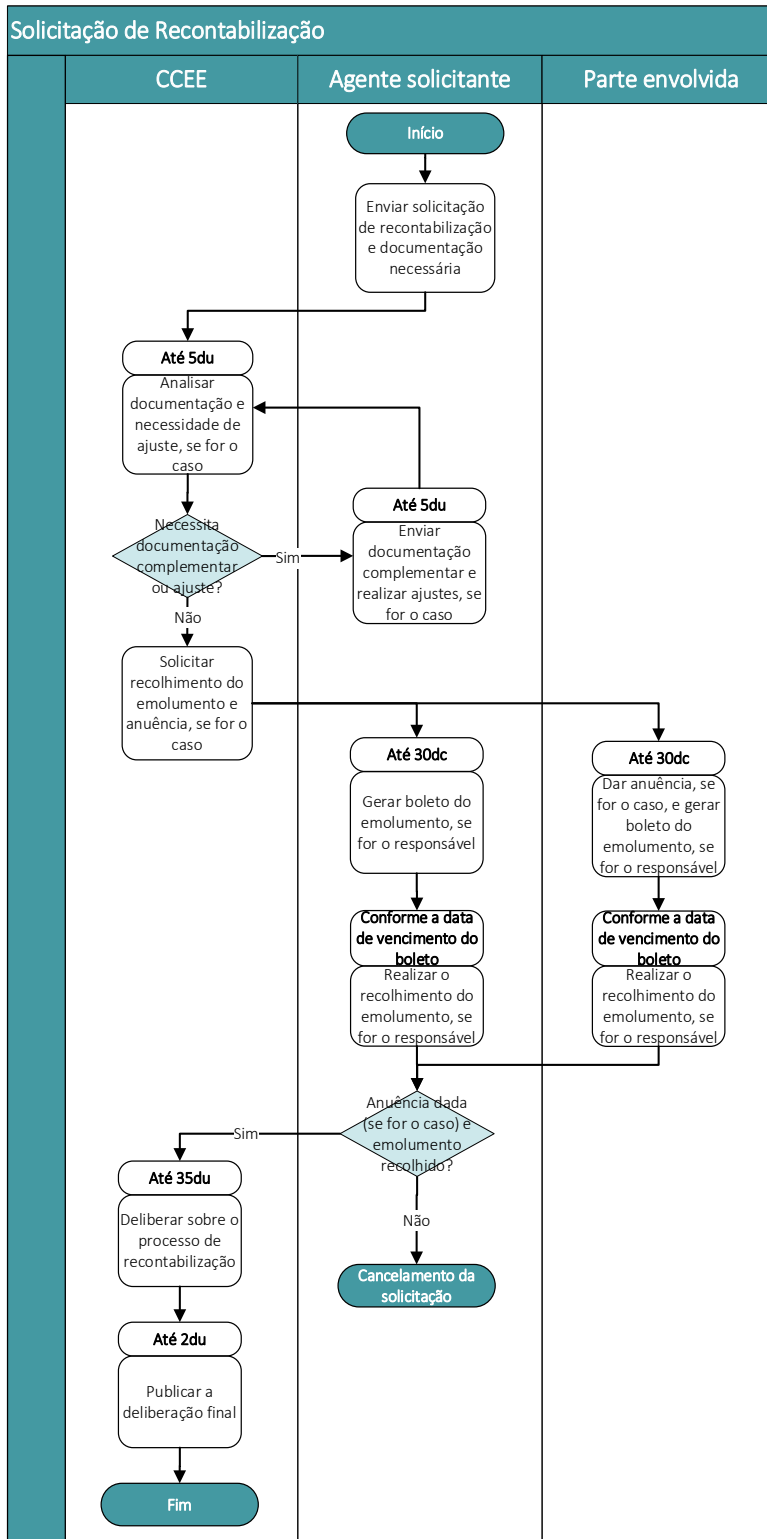 Solicitação de Recontabilização
CCEE
Agente solicitante
Parte envolvida
Início
Enviar solicitação
de recontabilização
e documentação
necessária
Até 5du
Analisar
documentação e
necessidade de
ajuste, se for o
caso
Necessita
documentação
complementar
ou ajuste?
Sim
Até 5du
Enviar
documentação
complementar e
realizar ajustes, se
for o caso
Não
Solicitar
recolhimento do
emolumento e
anuência, se for o
caso
Até 30dc
Gerar boleto do
emolumento, se
for o responsável
Até 30dc
Dar anuência, se
for o caso, e gerar
boleto do
emolumento, se
for o responsável
Conforme a data
de vencimento do
boleto
Realizar o
recolhimento do
emolumento, se
for o responsável
Conforme a data
de vencimento do
boleto
Realizar o
recolhimento do
emolumento, se
for o responsável
Anuência dada
(se for o caso) e
emolumento
recolhido?
Sim
Não
Cancelamento da
solicitação
Até 35du
Deliberar sobre o
processo de
recontabilização
Até 2du
Publicar a
deliberação final
Fim